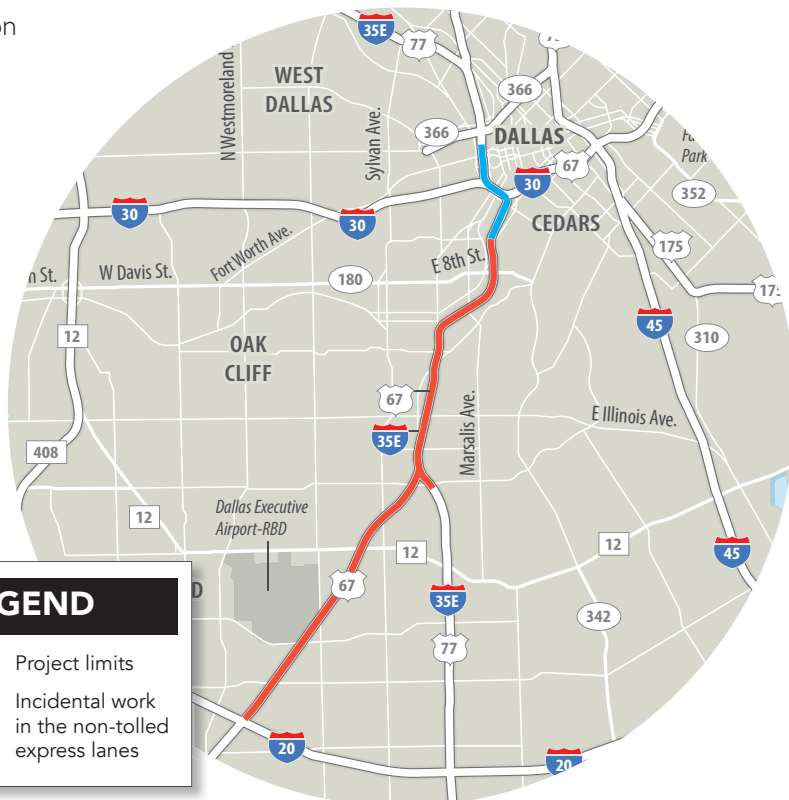 on
35E
77
WEST
DALLAS
N Westmoreland
Sylvan Ave.
366
366
DALLAS
67
30
Park
352
30
30
CEDARS
Fort Worth Ave.
E 8th St.
175
n St.
W Davis St.
180
175
12
OAK
CLIFF
45
310
67
35E
Marsalis Ave.
E Illinois Ave.
408
12
Dallas Executive
Airport-RBD
12
12
45
D
67
35E
342
77
GEND
Project limits
Incidental work
in the non-tolled
express lanes
20
20